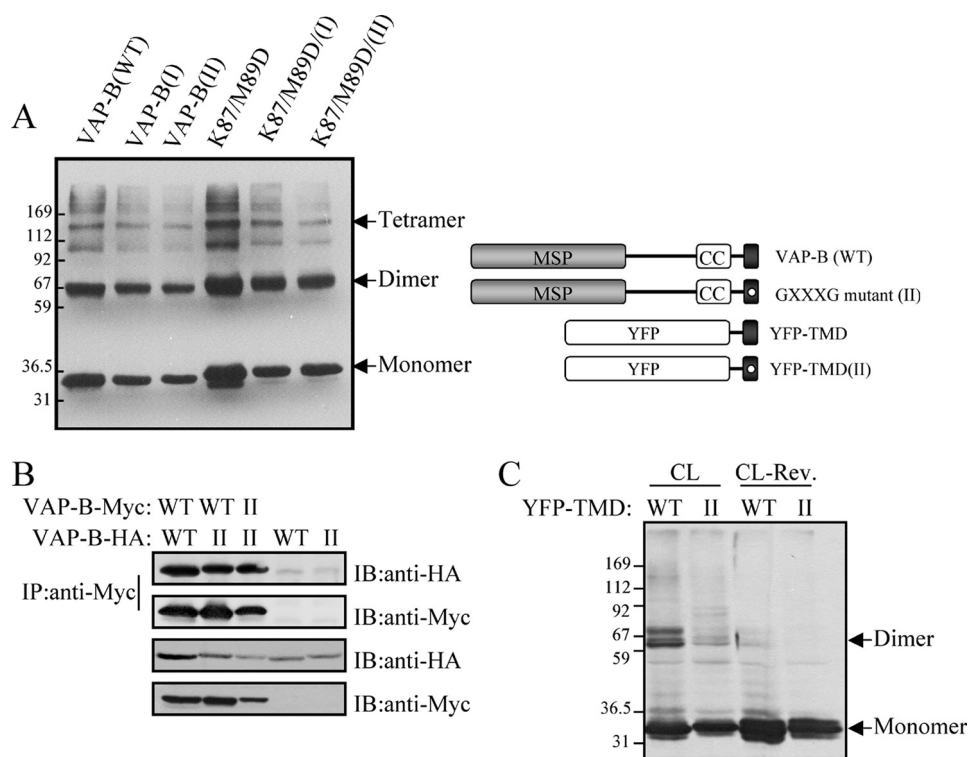 A
VAP-B(WT)
VAP-B(I)
VAP-B(II)
K87/M89D
K87/M89D/(I)
K87/M89D/(II)
169
112
92
67
59
36.5
31
Tetramer
Dimer
Monomer
MSP CC VAP-B (WT)
MSP CC GXXXG mutant (II)
YFP YFP-TMD
YFP YFP-TMD(II)
B
VAP-B-Myc: WT WT II
VAP-B-HA: WT II II WT II
IP:anti-Myc
IB:anti-HA
IB:anti-Myc
IB:anti-HA
IB:anti-Myc
C
CL CL-Rev.
YFP-TMD: WT II WT II
169
112
92
67
59
36.5
31
Dimer
Monomer